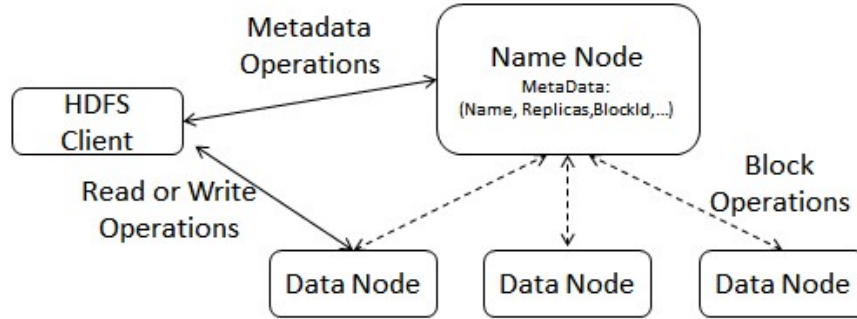 Metadata
Operations
Name Node
MetaData:
(Name, Replicas,BlockId,...)
HDFS
Client
Read or Write
Operations
Block
Operations
Data Node
Data Node
Data Node